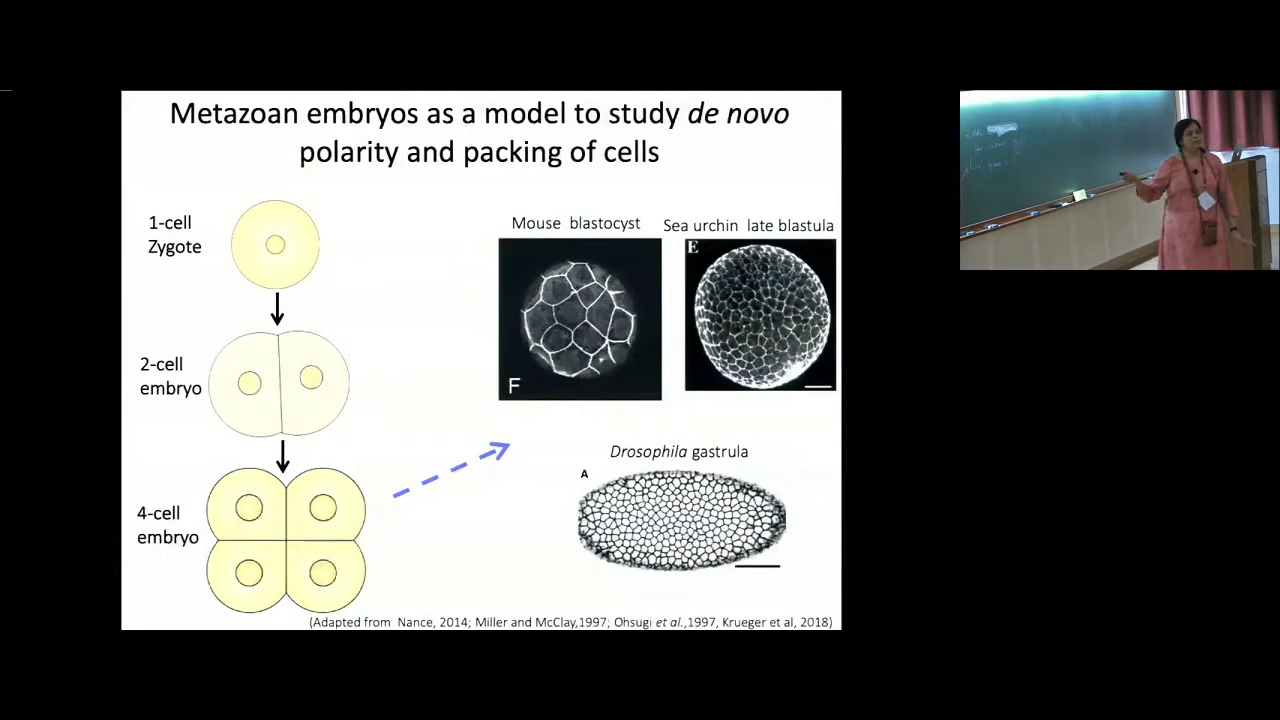 Metazoan embryos as a model to study de novo
polarity and packing of cells
1-cell
Zygote
2-cell
embryo
4-cell
embryo
Mouse blastocyst
Sea urchin late blastula
F
E
Drosophila gastrula
A
(Adapted from Nance, 2014; Miller and McClay,1997; Ohsugi et al.,1997, Krueger et al, 2018)